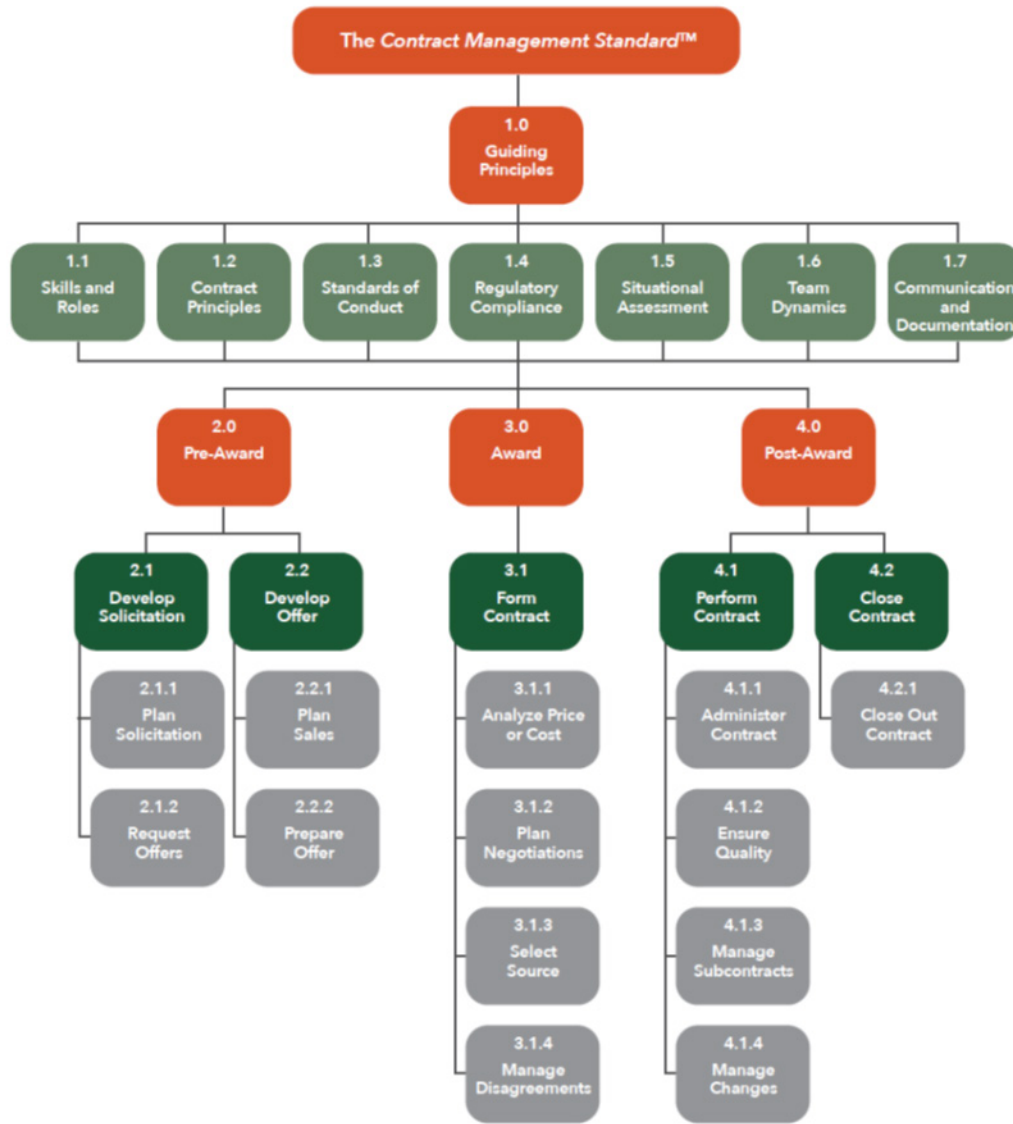 The Contract Management Standard™
1.0
Guiding
Principles
1.1
Skills and
Roles
1.2
Contract
Principles
1.3
Standards of
Conduct
1.4
Regulatory
Compliance
1.5
Situational
Assessment
1.6
Team
Dynamics
1.7
Communication
and
Documentation
2.0
Pre-Award
3.0
Award
4.0
Post-Award
2.1
Develop
Solicitation
2.2
Develop
Offer
3.1
Form
Contract
4.1
Perform
Contract
4.2
Close
Contract
2.1.1
Plan
Solicitation
2.2.1
Plan
Sales
3.1.1
Analyze Price
or Cost
4.1.1
Administer
Contract
4.2.1
Close Out
Contract
2.1.2
Request
Offers
2.2.2
Prepare
Offer
3.1.2
Plan
Negotiations
4.1.2
Ensure
Quality
3.1.3
Select
Source
4.1.3
Manage
Subcontracts
3.1.4
Manage
Disagreements
4.1.4
Manage
Changes